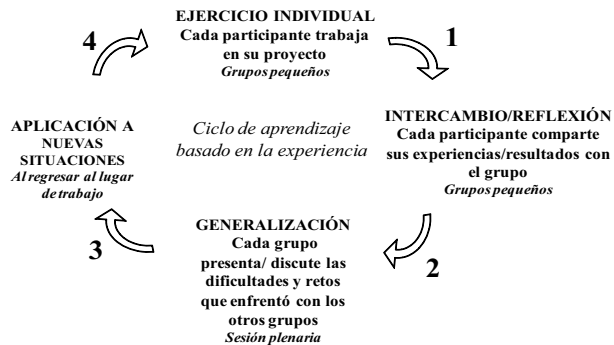 EJERCICIO INDIVIDUAL
Cada participante trabaja
en su proyecto
Grupos pequeños
1
INTERCAMBIO/REFLEXIÓN
Cada participante comparte
sus experiencias/resultados con
el grupo
Grupos pequeños
2
GENERALIZACIÓN
Cada grupo
presenta/ discute las
dificultades y retos
que enfrentó con los
otros grupos
Sesión plenaria
3
APLICACIÓN A
NUEVAS
SITUACIONES
Al regresar al lugar
de trabajo
4
Ciclo de aprendizaje
basado en la experiencia